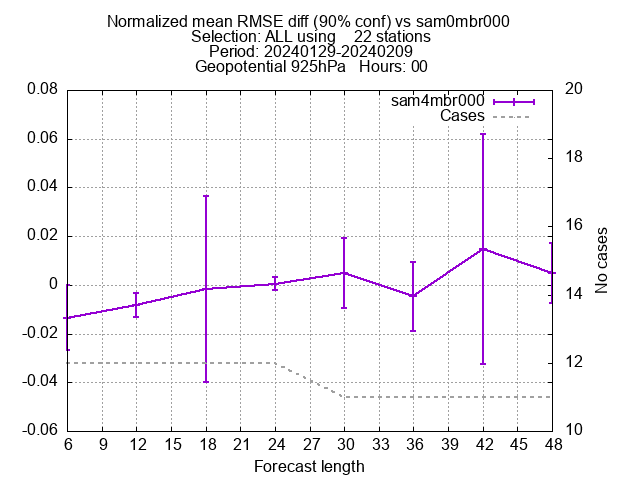 Normalized mean RMSE diff (90% conf) vs sam0mbr000
Selection: ALL using    22 stations
Period: 20240129-20240209
Geopotential 925hPa   Hours: 00
sam4mbr000
Cases
0.08
0.06
0.04
0.02
0
-0.02
-0.04
-0.06
20
18
16
14
12
10
No cases
6 9 12 15 18 21 24 27 30 33 36 39 42 45 48
Forecast length